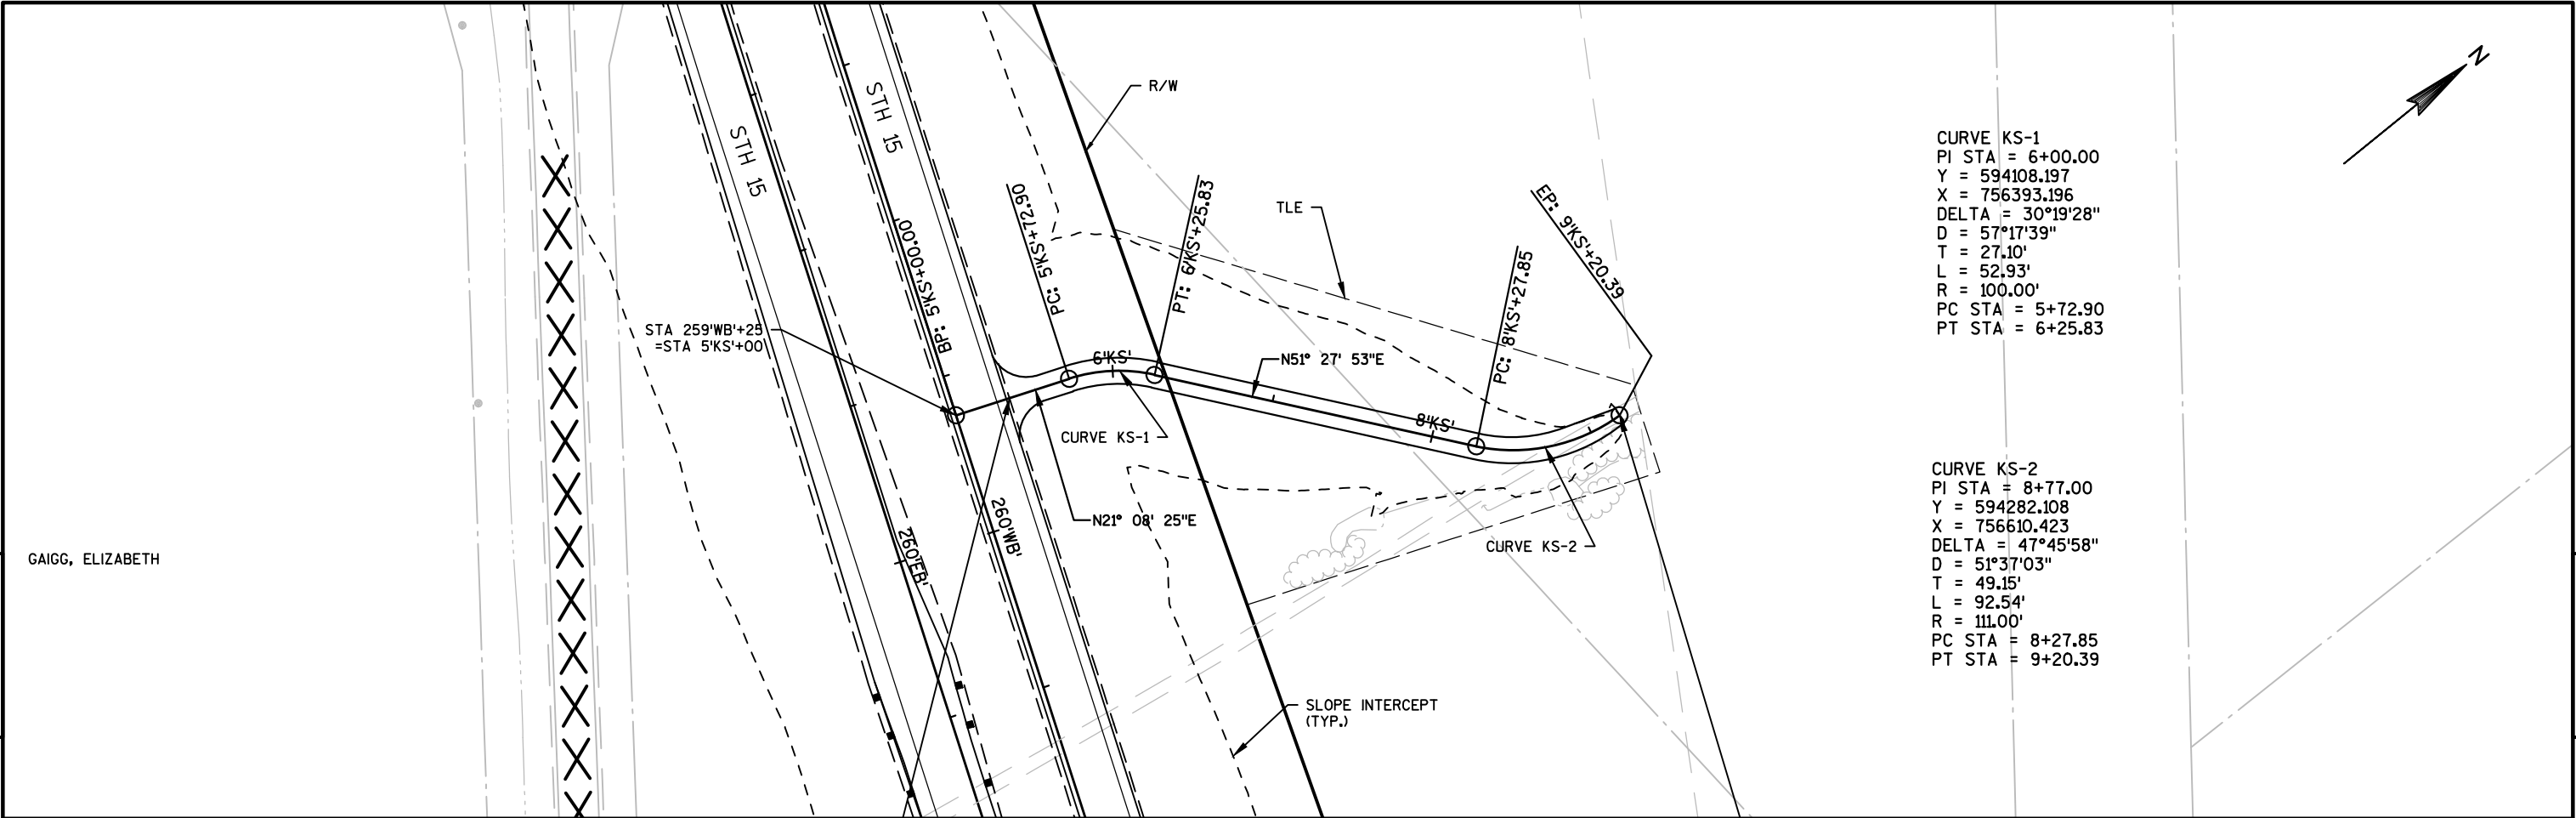 N
R/W
STH 15
STH 15
TLE
PC: 5'KS'+72.90
PT: 6'KS'+25.83
EP: 9'KS'+20.39
BP: 5'KS'+00.00
PC: 8'KS'+27.85
STA 259'WB'+25
=STA 5'KS'+00
6'KS'
N51° 27' 53"E
8'KS'
CURVE KS-1
N21° 08' 25"E
CURVE KS-2
260'WB'
260'EB'
GAIGG, ELIZABETH
SLOPE INTERCEPT
(TYP.)
CURVE KS-1
PI STA = 6+00.00
Y = 594108.197
X = 756393.196
DELTA = 30°19'28"
D = 57°17'39"
T = 27.10'
L = 52.93'
R = 100.00'
PC STA = 5+72.90
PT STA = 6+25.83
CURVE KS-2
PI STA = 8+77.00
Y = 594282.108
X = 756610.423
DELTA = 47°45'58"
D = 51°37'03"
T = 49.15'
L = 92.54'
R = 111.00'
PC STA = 8+27.85
PT STA = 9+20.39